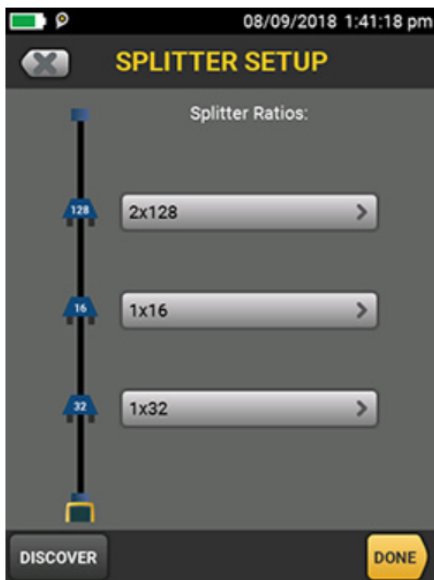 08/09/2018 1:41:18 pm
SPLITTER SETUP
Splitter Ratios:
128
2x128
16
1x16
32
1x32
DISCOVER
DONE